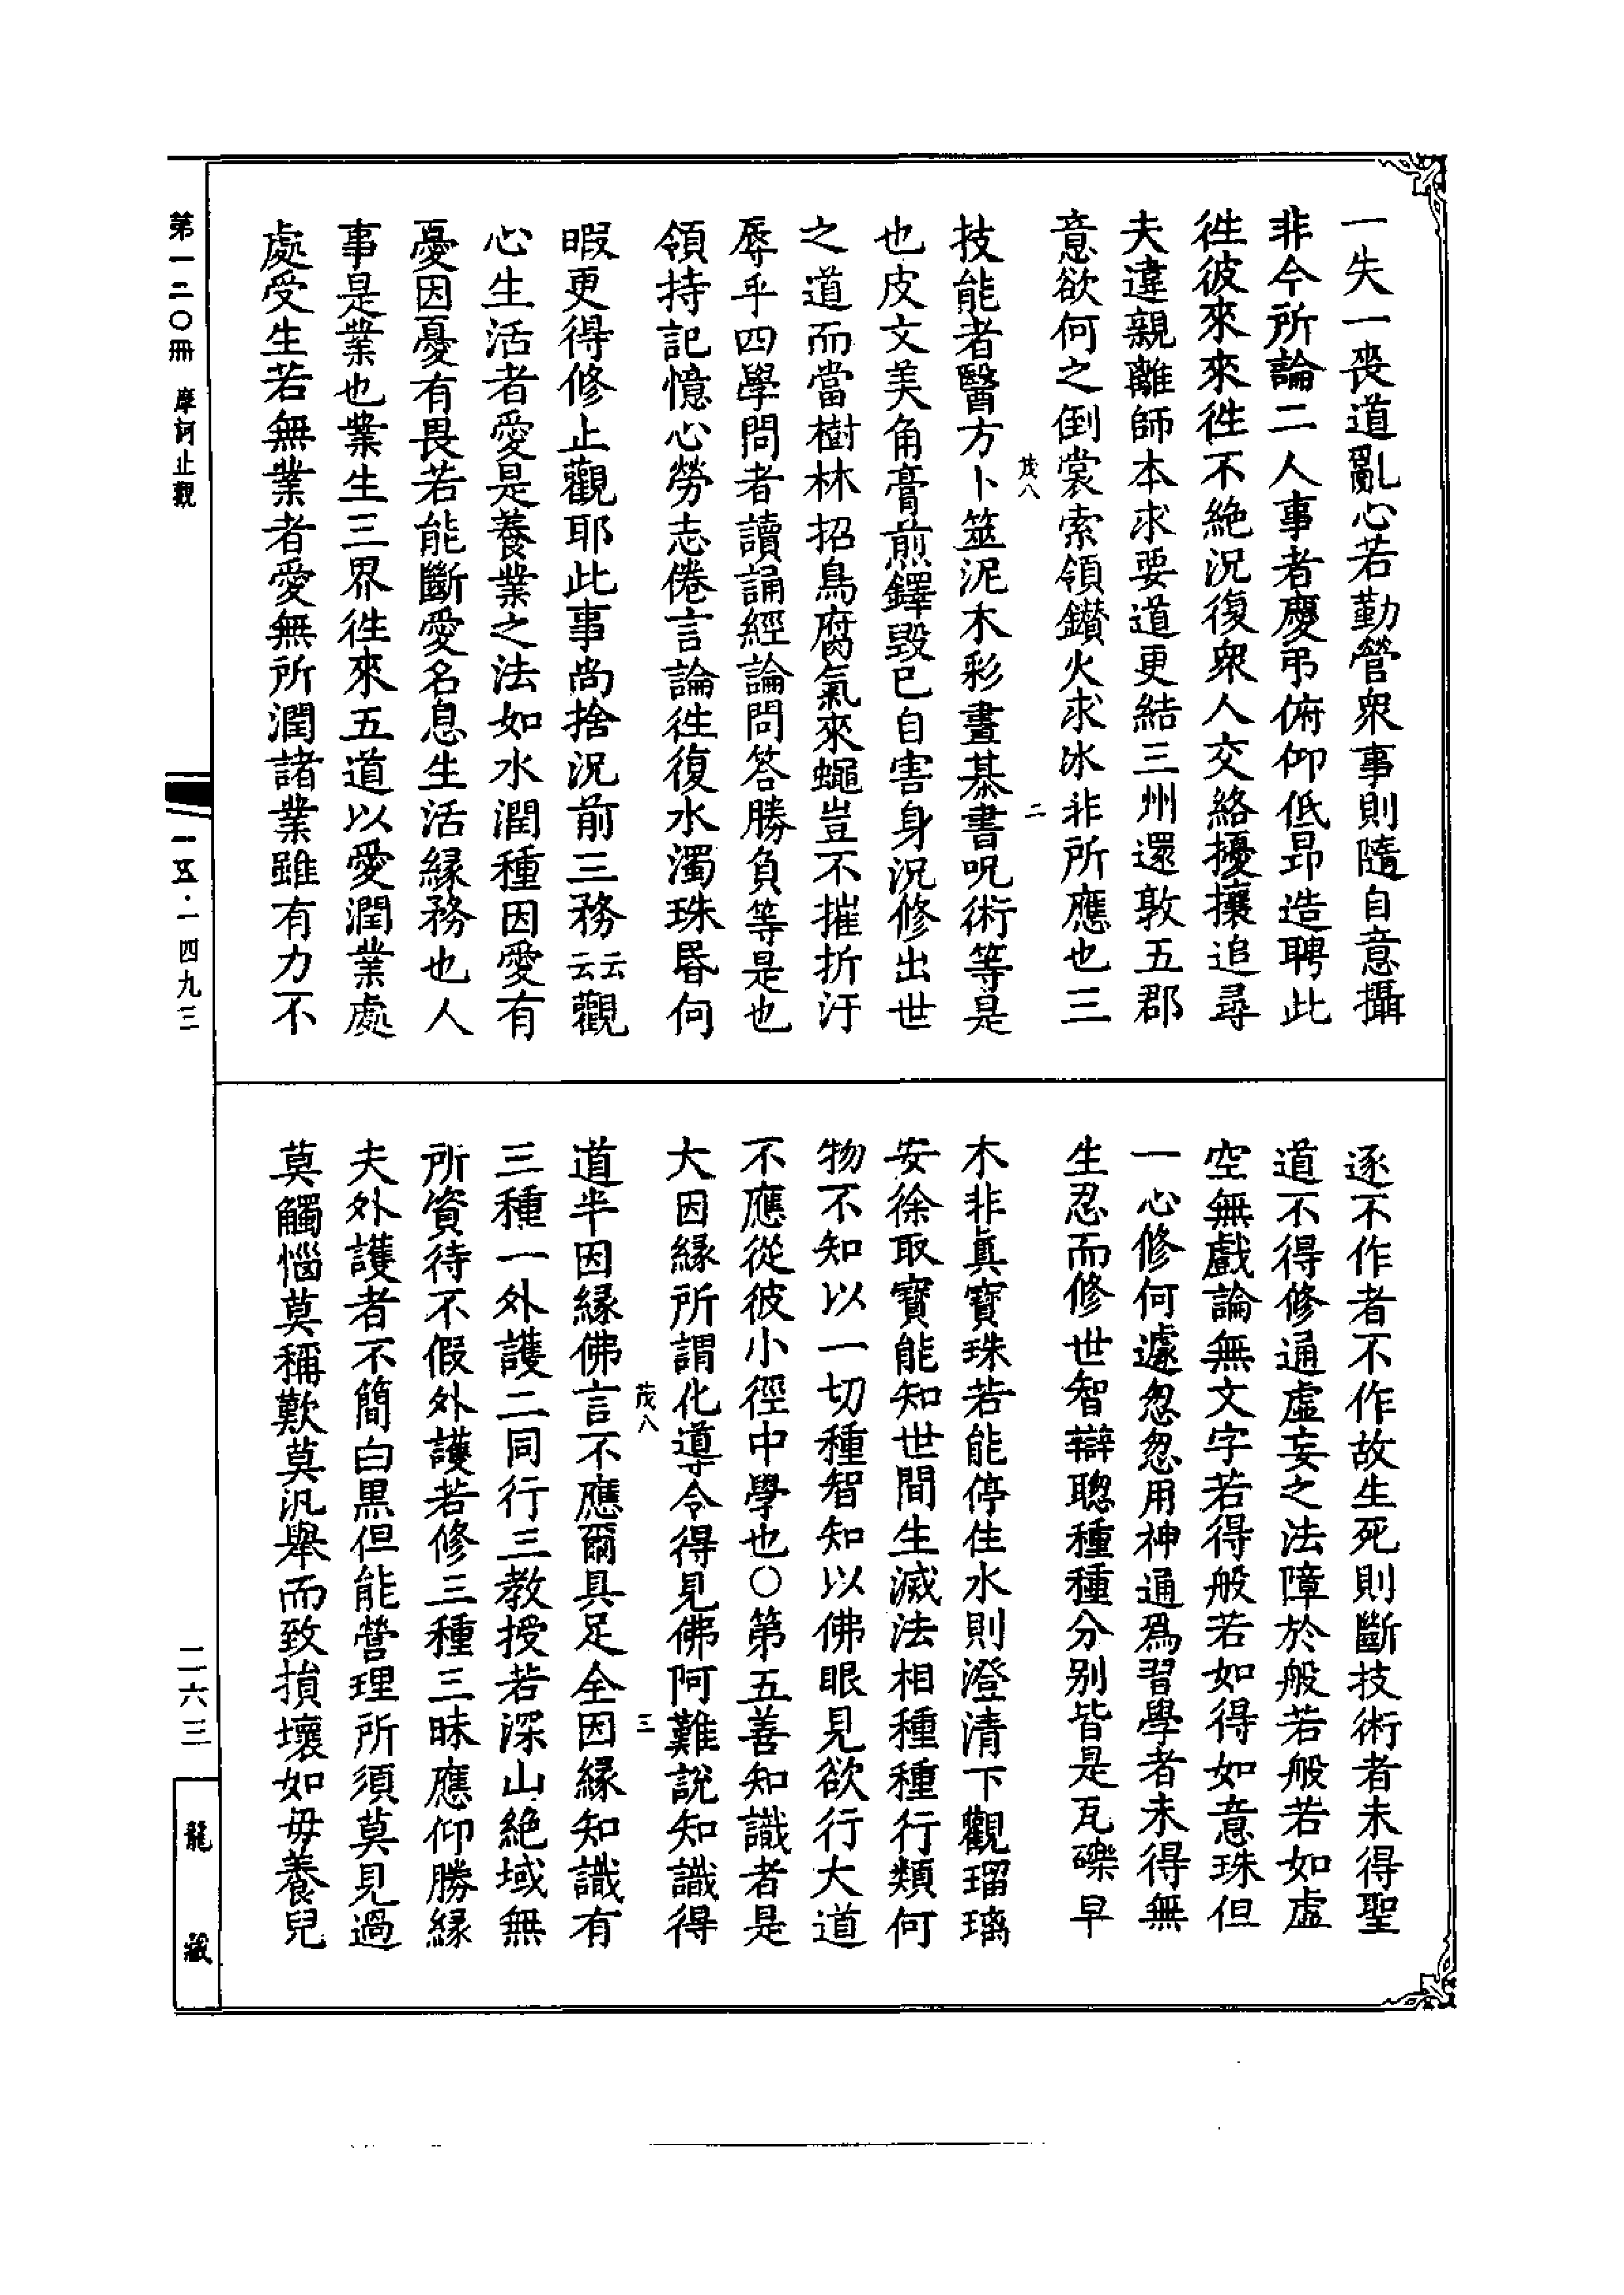 一失一喪道亂心若勤營衆事則隨自意攝
非今所論二人事者慶弔俯仰低昂造聘此
徃彼來來徃不絶況復衆人交絡擾攘追尋
夫違親離師本求要道更結三州還敦五郡
意欲何之倒裳索領鑚火求冰非所應也三
茂八 二
技能者醫方卜筮泥木彩畫棊書呪術等是
也皮文美角膏煎鐸毀已自害身況修出世
之道而當樹林招鳥腐氣來蠅豈不摧折汙
辱乎四學問者讀誦經論問答勝負等是也
領持記憶心勞志倦言論徃復水濁珠昬何
暇更得修止觀耶此事尚捨況前三務云云觀
心生活者愛是養業之法如水潤種因愛有
憂因憂有畏若能斷愛名息生活緣務也人
事是業也業生三界徃來五道以愛潤業處
處受生若無業者愛無所潤諸業雖有力不
逐不作者不作故生死則斷技術者未得聖
道不得修通虛妄之法障於般若般若如虛
空無戲論無文字若得般若如得如意珠但
一心修何遽忽忽用神通爲習學者未得無
生忍而修世智辯聰種種分別皆是瓦礫早
木非眞寶珠若能停住水則澄清下觀瑠璃
安徐取寶能知世間生滅法相種種行類何
物不知以一切種智知以佛眼見欲行大道
不應從彼小徑中學也○第五善知識者是
大因緣所謂化導令得見佛阿難說知識得
茂八 三
道半因緣佛言不應爾具足全因緣知識有
三種一外護二同行三教授若深山絶域無
所資待不假外護若修三種三昧應仰勝緣
夫外護者不簡白黑但能營理所須莫見過
莫觸惱莫稱歎莫汎舉而致損壞如毋養兒
第一二〇冊 摩訶止觀
一五·一四九三
二六三
龍藏